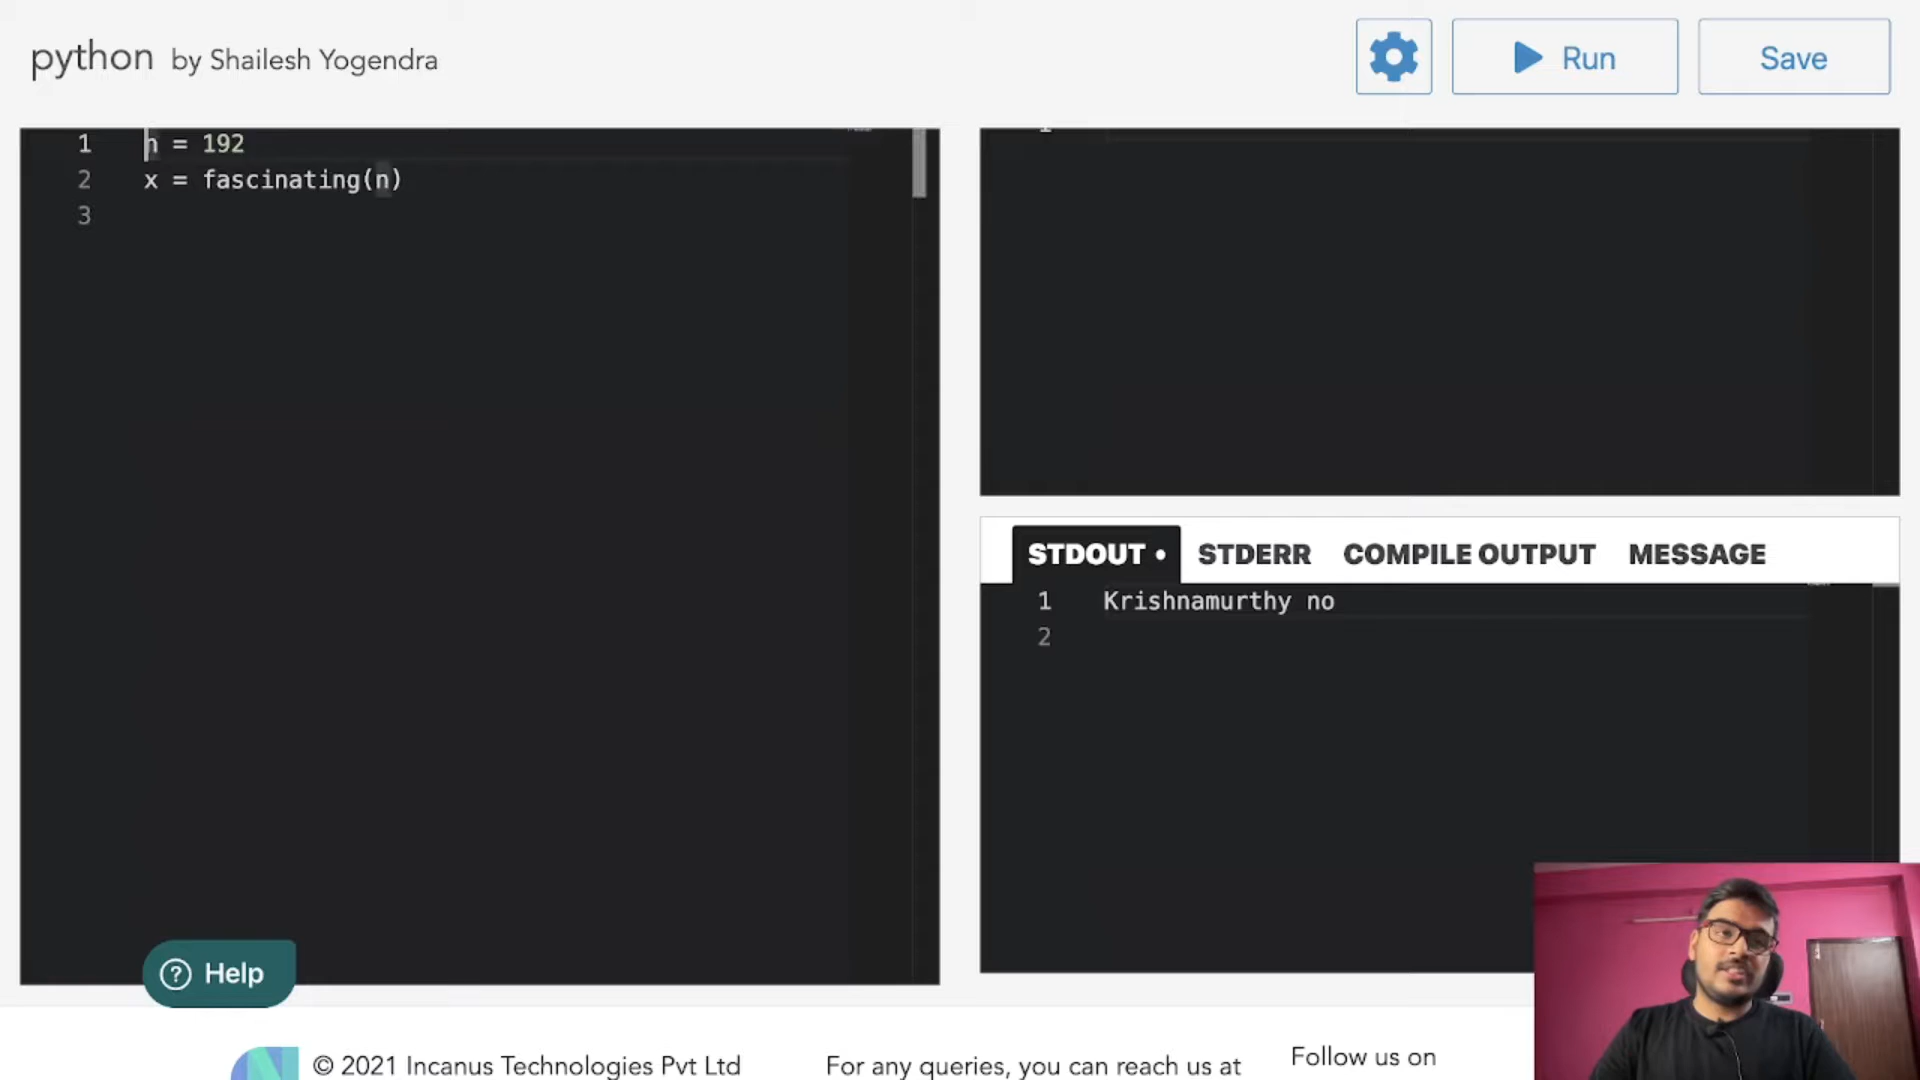 python by Shailesh Yogendra
Run
Save
1 n = 192
2 x = fascinating(n)
3
1
STDOUT • STDERR COMPILE OUTPUT MESSAGE
1 Krishnamurthy no
2
? Help
© 2021 Incanus Technologies Pvt Ltd
For any queries, you can reach us at
Follow us on